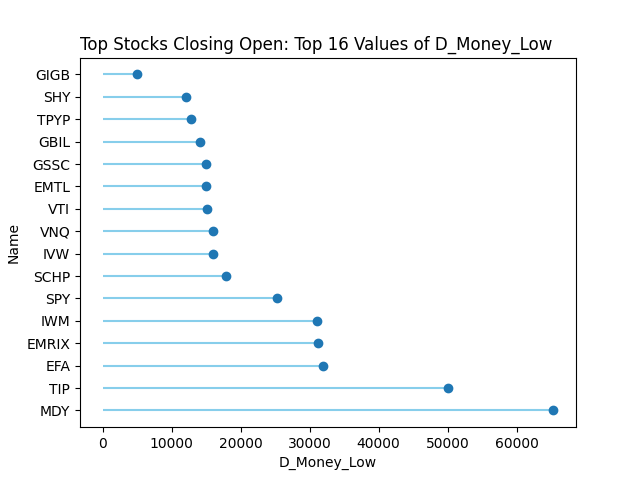 Top Stocks Closing Open: Top 16 Values of D_Money_Low
GIGB
SHY
TPYP
GBIL
GSSC
EMTL
VTI
VNQ
IVW
SCHP
SPY
IWM
EMRIX
EFA
TIP
MDY
Name
0 10000 20000 30000 40000 50000 60000
D_Money_Low